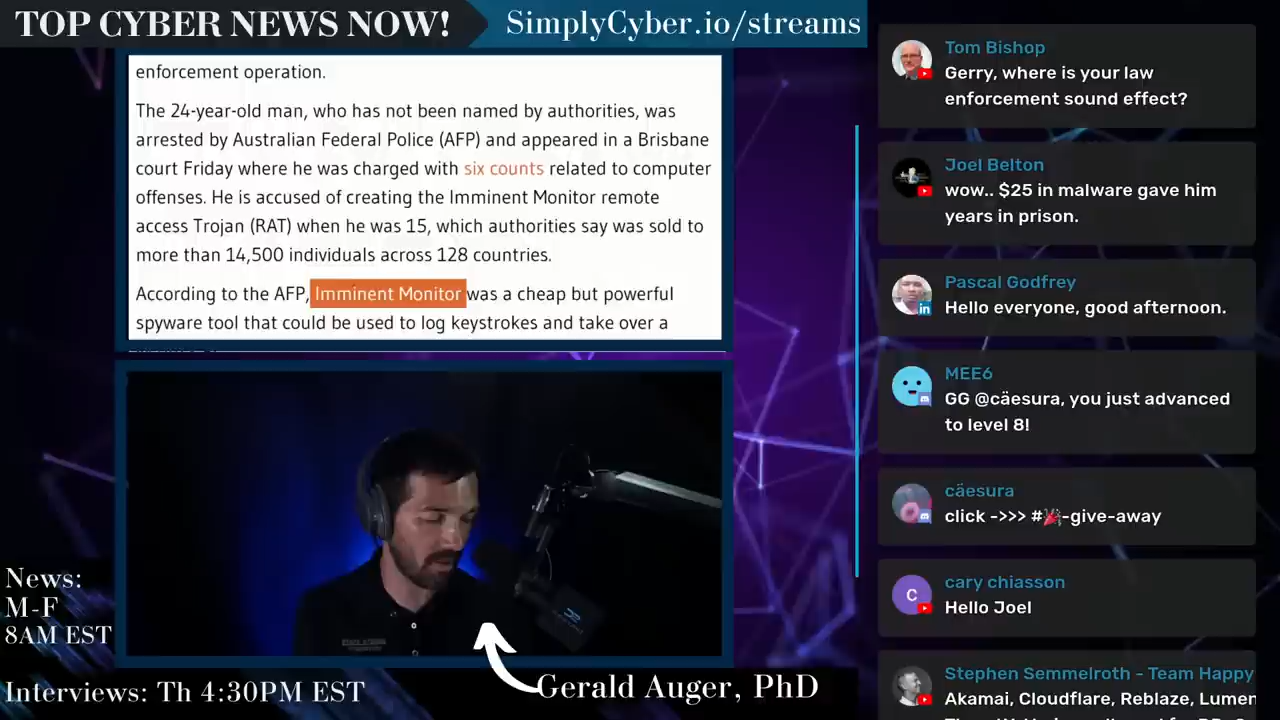 TOP CYBER NEWS NOW!
SimplyCyber.io/streams
enforcement operation.
The 24-year-old man, who has not been named by authorities, was
arrested by Australian Federal Police (AFP) and appeared in a Brisbane
court Friday where he was charged with six counts related to computer
offenses. He is accused of creating the Imminent Monitor remote
access Trojan (RAT) when he was 15, which authorities say was sold to
more than 14,500 individuals across 128 countries.
According to the AFP, Imminent Monitor was a cheap but powerful
spyware tool that could be used to log keystrokes and take over a
News:
M-F
8AM EST
Interviews: Th 4:30PM EST
Gerald Auger, PhD
Tom Bishop
Gerry, where is your law
enforcement sound effect?
Joel Belton
wow.. $25 in malware gave him
years in prison.
Pascal Godfrey
Hello everyone, good afternoon.
MEE6
GG @cäesura, you just advanced
to level 8!
cäesura
click ->>> #🎉-give-away
C
cary chiasson
Hello Joel
Stephen Semmelroth - Team Happy
Akamai, Cloudflare, Reblaze, Lumen